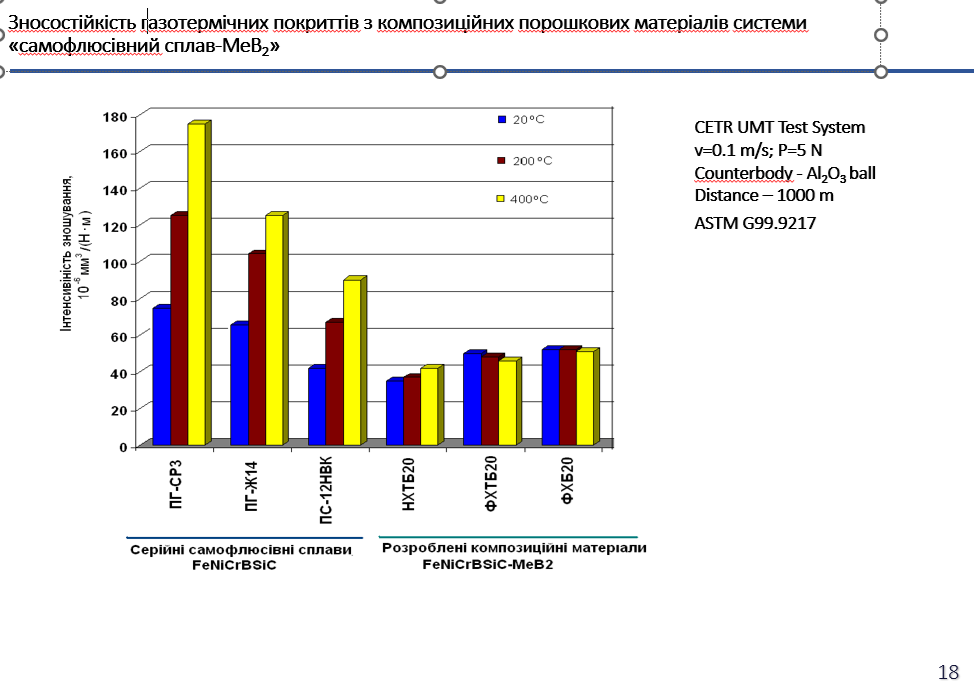 Зносостійкість газотермічних покриттів з композиційних порошкових матеріалів системи
«самофлюсівний сплав-МеВ₂»
180
160
140
120
100
80
60
40
20
0
Інтенсивіність зношування,
10⁻⁶ мм³/(Н·м)
20°C
200°C
400°C
CETR UMT Test System
v=0.1 m/s; P=5 N
Counterbody - Al₂O₃ ball
Distance – 1000 m
ASTM G99.9217
ПГ-СР3
ПГ-Ж14
ПС-12НВК
НХТБ20
ФХТБ20
ФХБ20
Серійні самофлюсівні сплави
FeNiCrBSiC
Розроблені композиційні матеріали
FeNiCrBSiC-MeB2
18